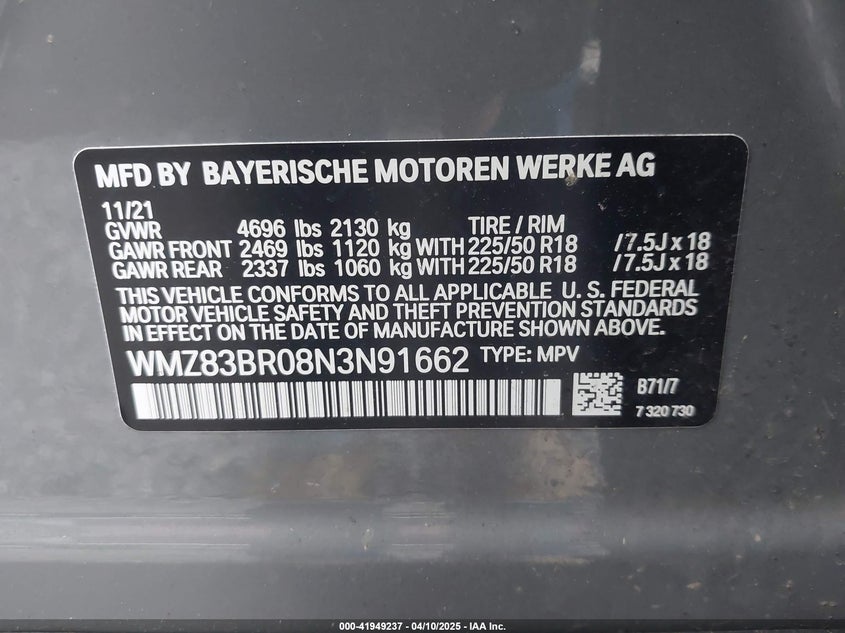 MFD BY BAYERISCHE MOTOREN WERKE AG
11/21
GVWR 4696 lbs 2130 kg TIRE / RIM
GAWR FRONT 2469 lbs 1120 kg WITH 225/50 R18 /7.5J x 18
GAWR REAR 2337 lbs 1060 kg WITH 225/50 R18 /7.5J x 18
THIS VEHICLE CONFORMS TO ALL APPLICABLE U. S. FEDERAL
MOTOR VEHICLE SAFETY AND THEFT PREVENTION STANDARDS
IN EFFECT ON THE DATE OF MANUFACTURE SHOWN ABOVE.
WMZ83BR08N3N91662 TYPE: MPV
B71/7
7 320 730
000-41949237 - 04/10/2025 - IAA Inc.